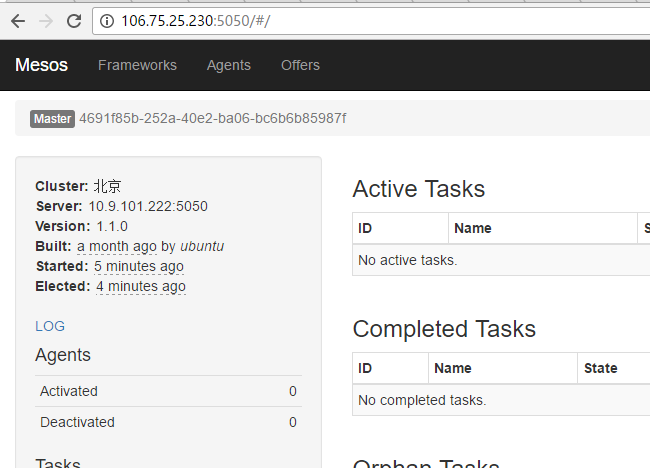 106.75.25.230:5050/#/
Mesos Frameworks Agents Offers
Master 4691f85b-252a-40e2-ba06-bc6b6b85987f
Cluster: 北京
Server: 10.9.101.222:5050
Version: 1.1.0
Built: a month ago by ubuntu
Started: 5 minutes ago
Elected: 4 minutes ago
LOG
Agents
Activated 0
Deactivated 0
Tasks
Active Tasks
ID Name S
No active tasks.
Completed Tasks
ID Name State
No completed tasks.
Orphan Tasks